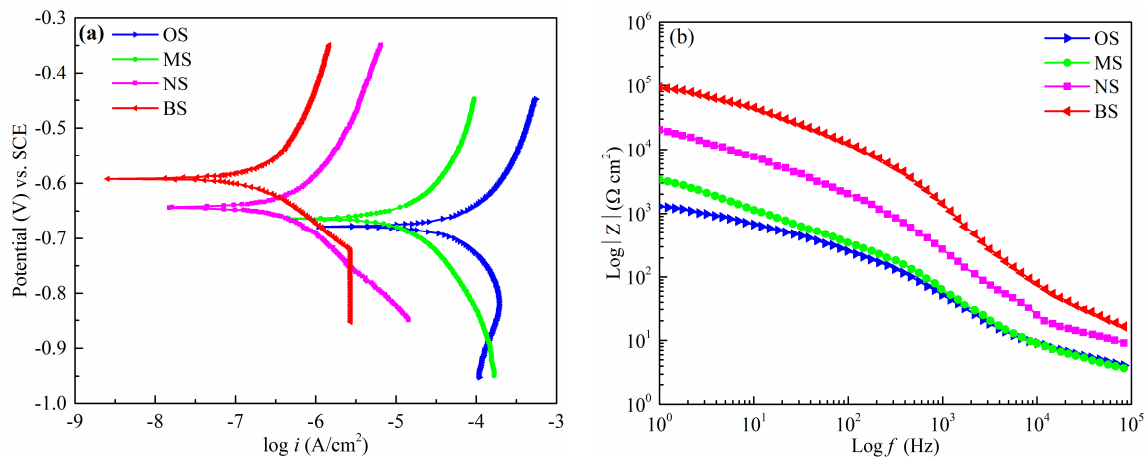 (a)
OS
MS
NS
BS
-0.3
-0.4
-0.5
-0.6
-0.7
-0.8
-0.9
-1.0
Potential (V) vs. SCE
-9
-8
-7
-6
-5
-4
-3
log i (A/cm²)
(b)
OS
MS
NS
BS
10⁶
10⁵
10⁴
10³
10²
10¹
10⁰
Log|Z|(Ω cm²)
10⁰
10¹
10²
10³
10⁴
10⁵
Log f (Hz)